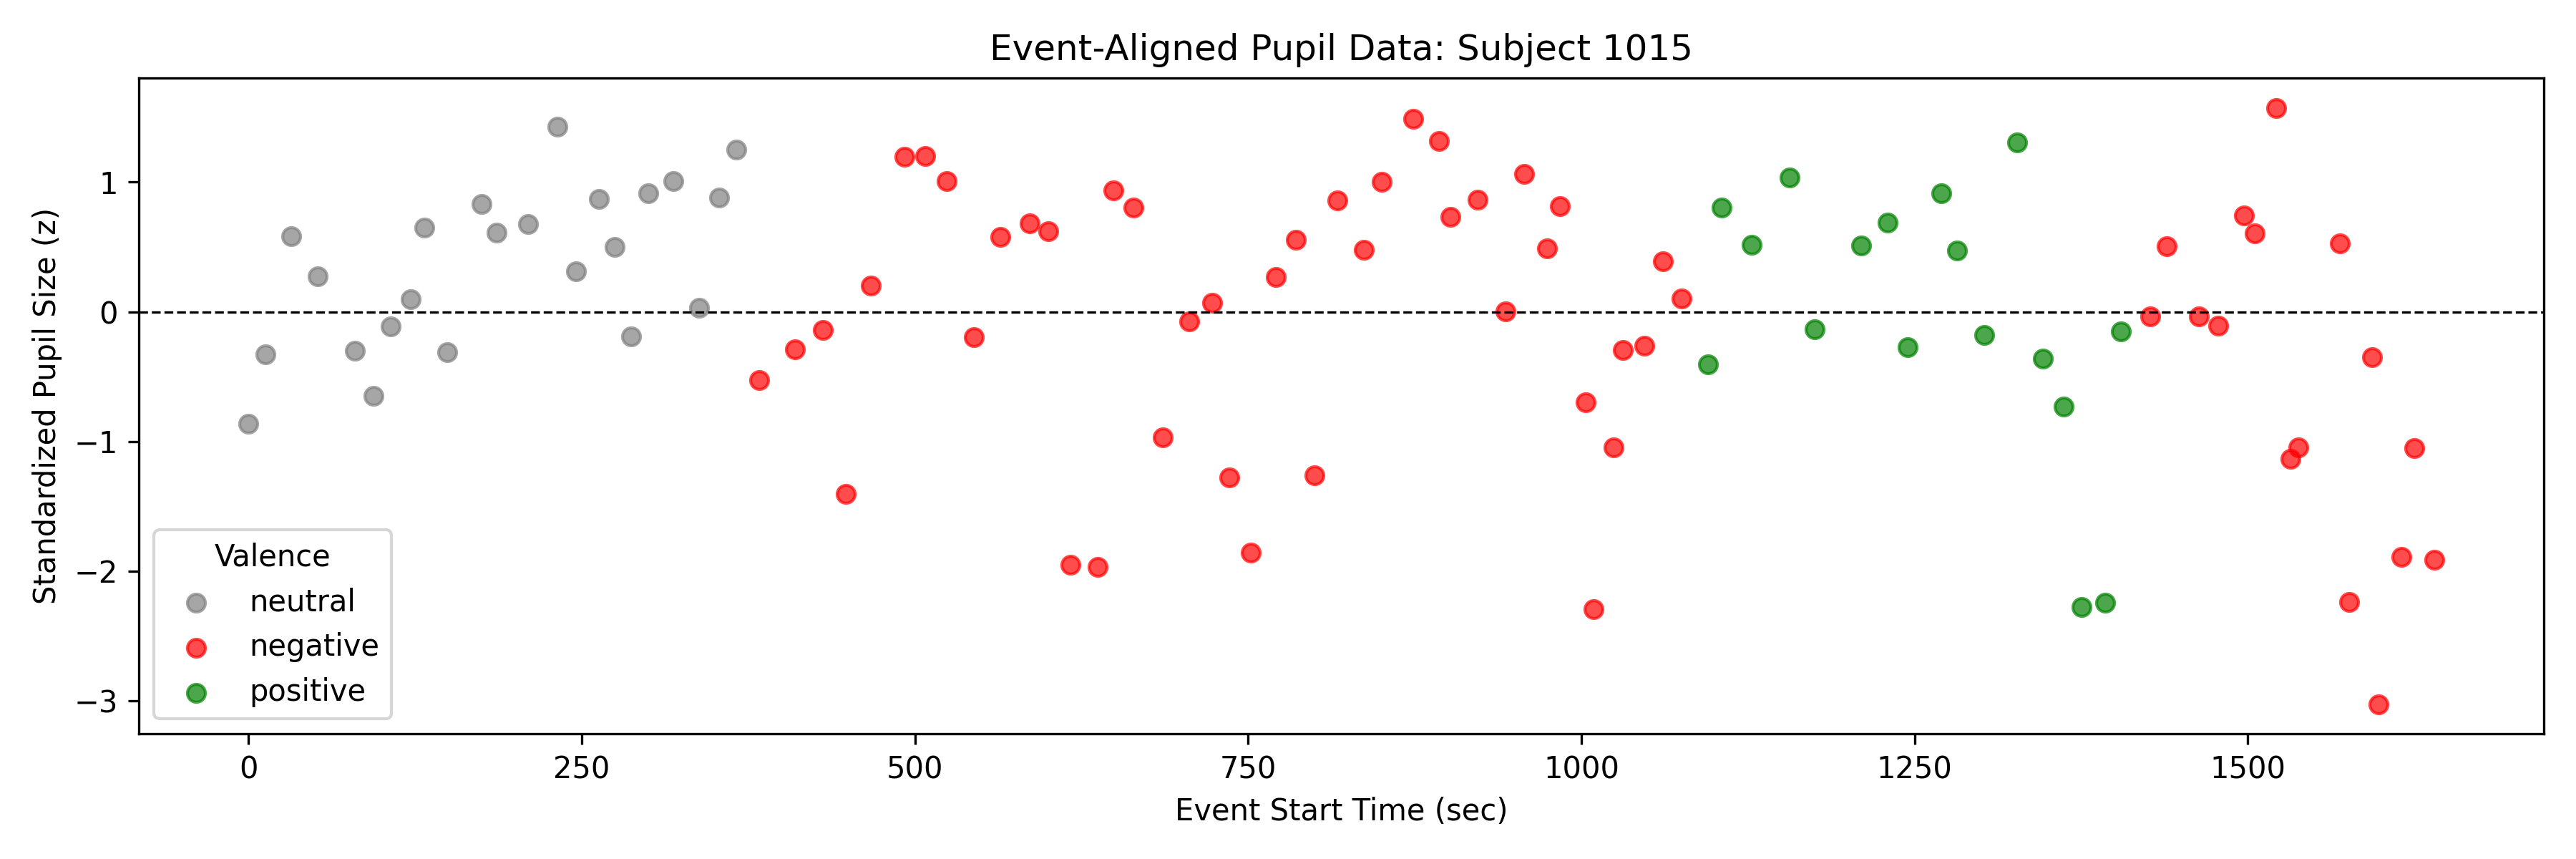 Event-Aligned Pupil Data: Subject 1015
Standardized Pupil Size (z)
1
0
−1
−2
−3
Valence
neutral
negative
positive
0 250 500 750 1000 1250 1500
Event Start Time (sec)